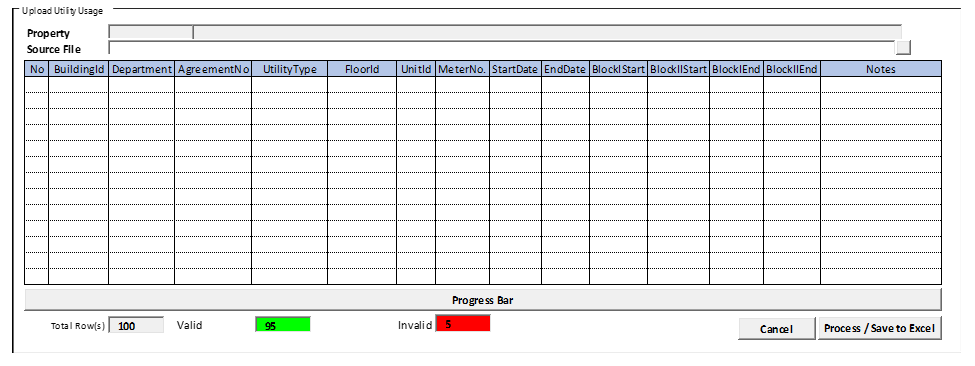 Upload Utility Usage
Property
Source File
No BuildingId Department AgreementNo UtilityType FloorId UnitId MeterNo. StartDate EndDate BlockIStart BlockIIStart BlockIEnd BlockIIEnd Notes
Progress Bar
Total Row(s) 100 Valid 95 Invalid 5 Cancel Process / Save to Excel